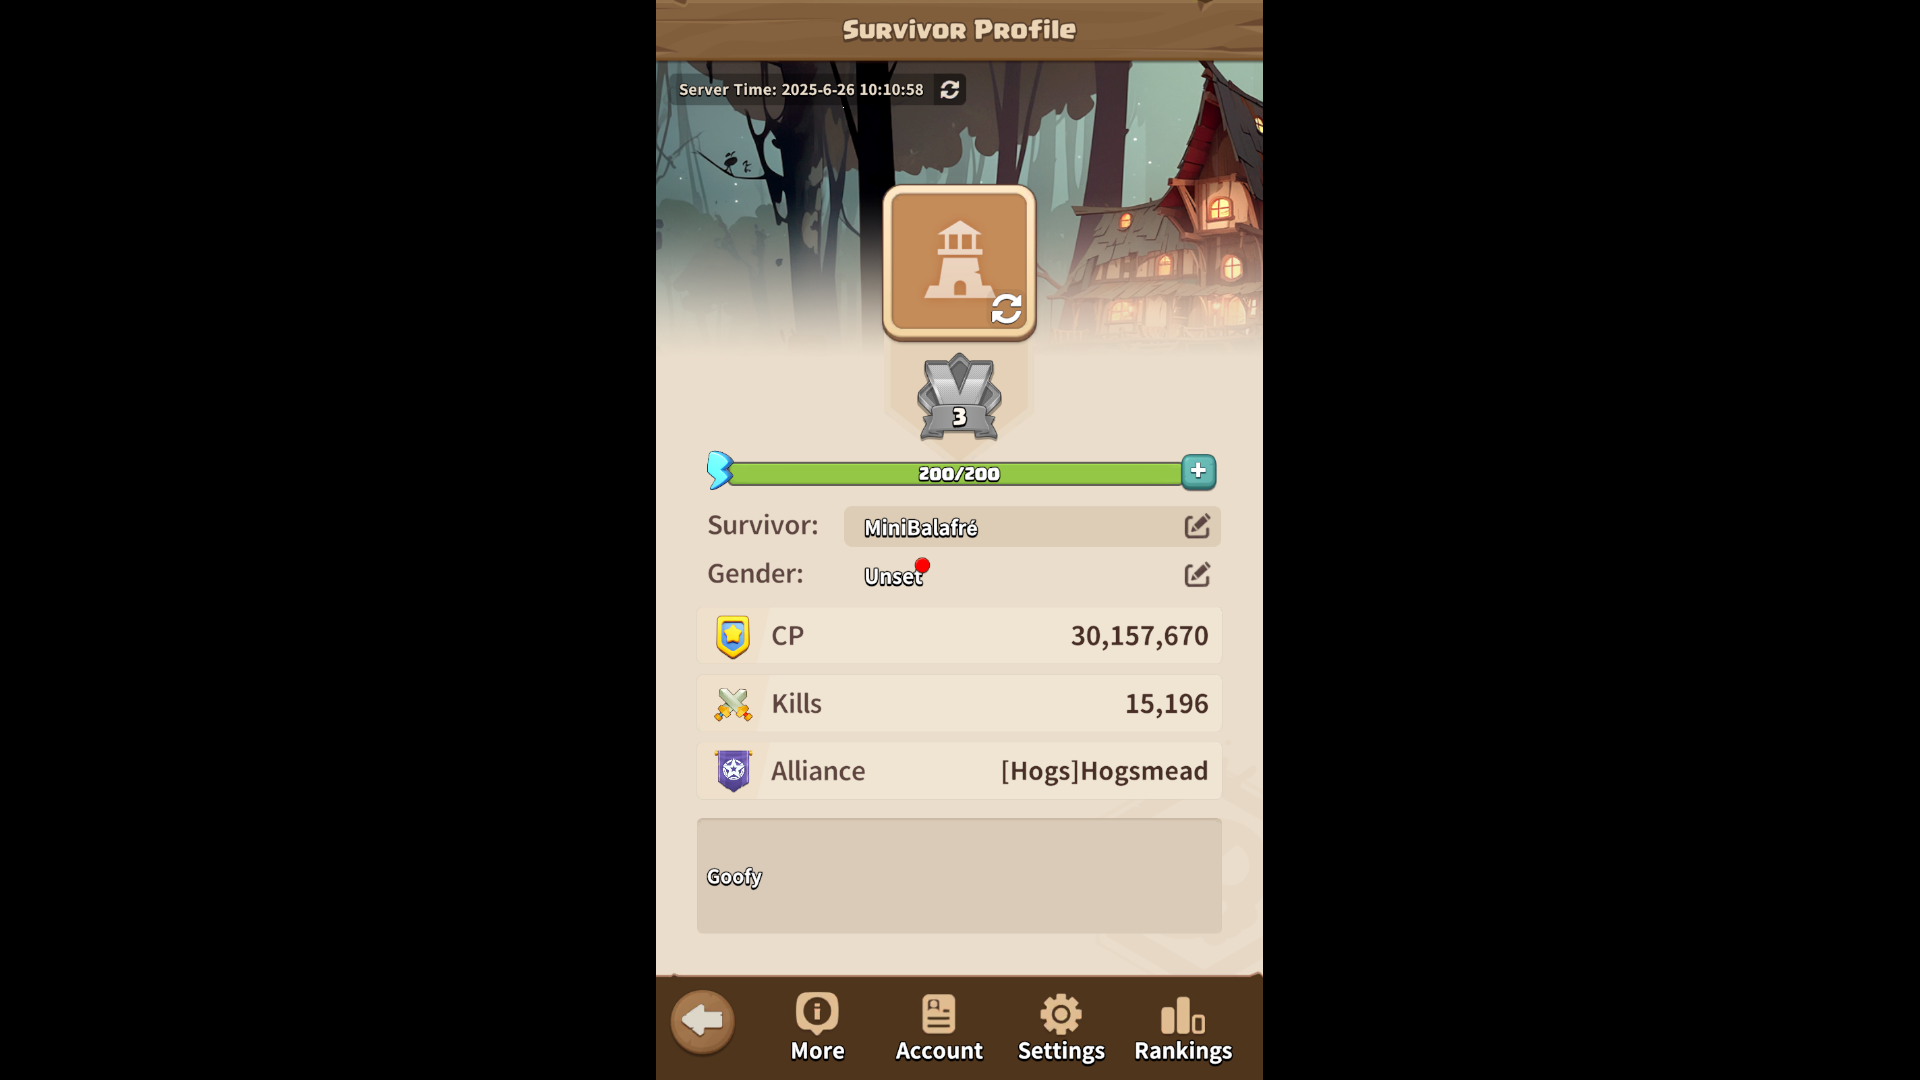 Survivor Profile
Server Time: 2025-6-26 10:10:58
3
200/200
Survivor: MiniBalafré
Gender: Unset
CP 30,157,670
Kills 15,196
Alliance [Hogs]Hogsmead
Goofy
More Account Settings Rankings